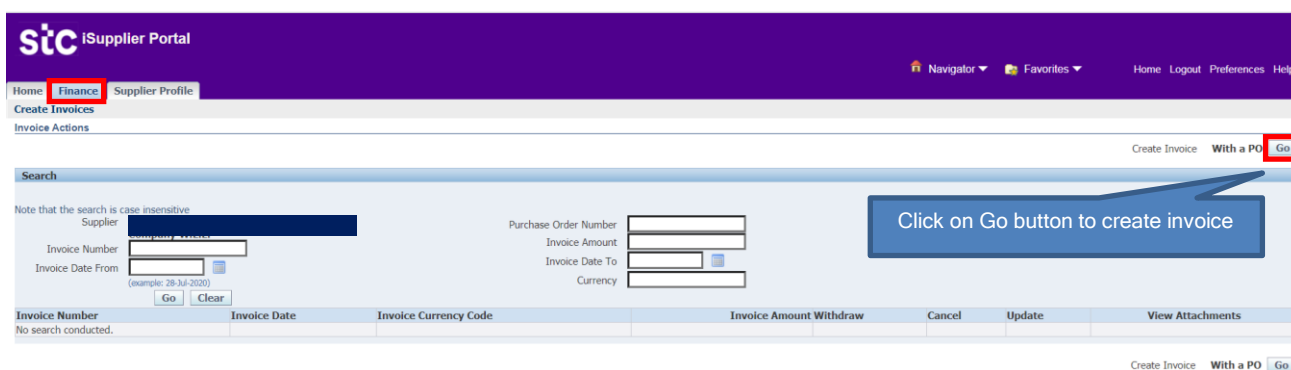 stc iSupplier Portal
Navigator Favorites Home Logout Preferences Help
Home Finance Supplier Profile
Create Invoices
Invoice Actions
Create Invoice With a PO Go
Search
Click on Go button to create invoice
Note that the search is case insensitive
Supplier
Purchase Order Number
Invoice Number
Invoice Amount
Invoice Date From
Invoice Date To
(example: 28-Jul-2020)
Currency
Go Clear
Invoice Number Invoice Date Invoice Currency Code Invoice Amount Withdraw Cancel Update View Attachments
No search conducted.
Create Invoice With a PO Go